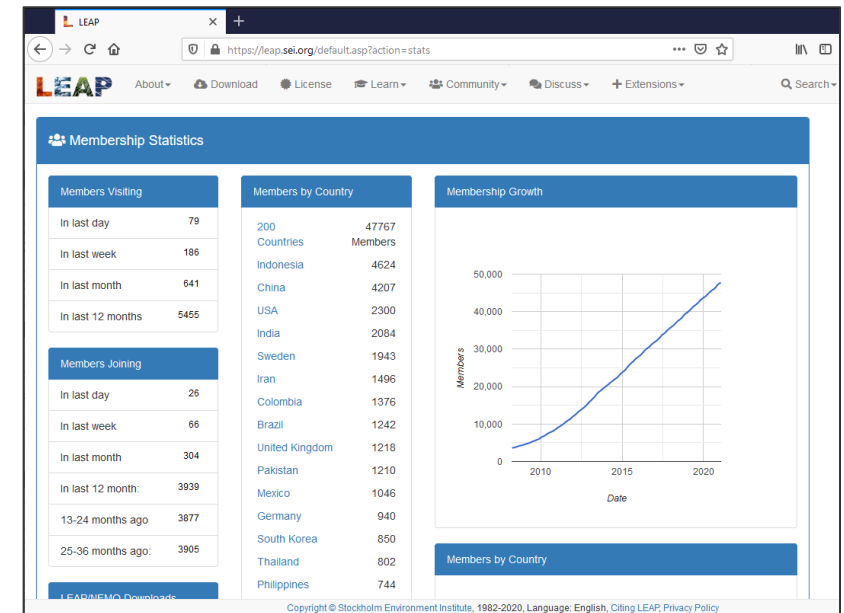 LEAP
https://leap.sei.org/default.asp?action=stats
LEAP About Download License Learn Community Discuss Extensions Search
Membership Statistics
Members Visiting
In last day 79
In last week 186
In last month 641
In last 12 months 5455
Members Joining
In last day 26
In last week 66
In last month 304
In last 12 month: 3939
13-24 months ago 3877
25-36 months ago: 3905
LEAP/NEMO Downloads
Members by Country
200 47767
Countries Members
Indonesia 4624
China 4207
USA 2300
India 2084
Sweden 1943
Iran 1496
Colombia 1376
Brazil 1242
United Kingdom 1218
Pakistan 1210
Mexico 1046
Germany 940
South Korea 850
Thailand 802
Philippines 744
Membership Growth
50,000
40,000
30,000
20,000
10,000
0
Members
2010 2015 2020
Date
Members by Country
Copyright © Stockholm Environment Institute, 1982-2020, Language: English, Citing LEAP, Privacy Policy